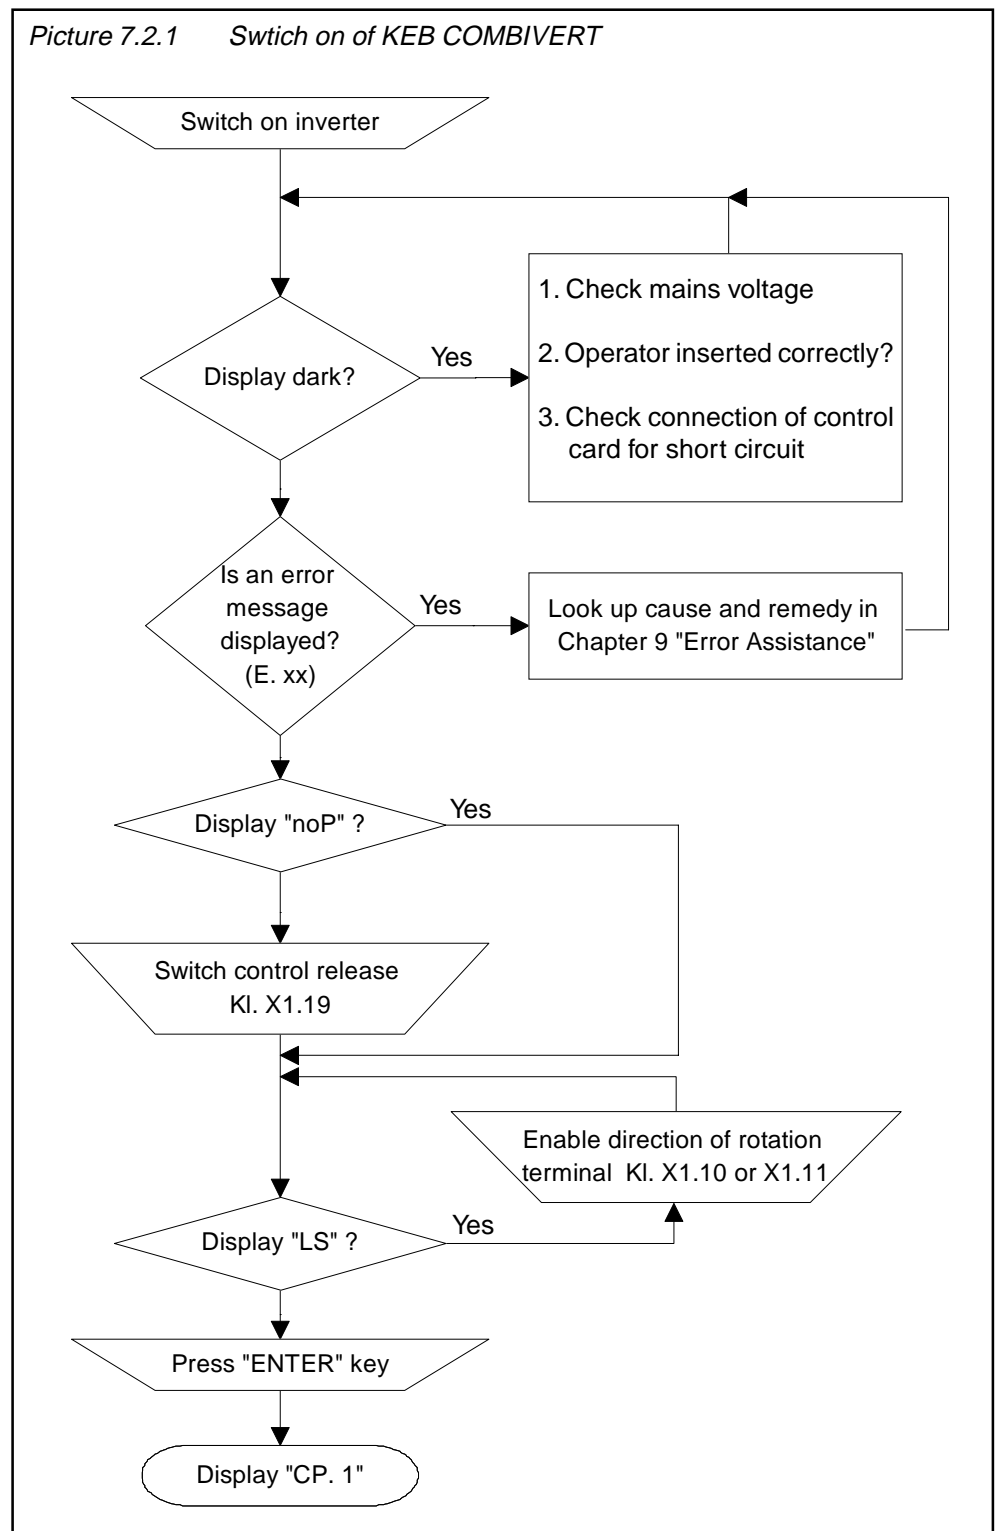 Picture 7.2.1 Swtich on of KEB COMBIVERT
Switch on inverter
Display dark?
Yes
1. Check mains voltage
2. Operator inserted correctly?
3. Check connection of control
card for short circuit
Is an error
message
displayed?
(E. xx)
Yes
Look up cause and remedy in
Chapter 9 "Error Assistance"
Display "noP" ?
Yes
Switch control release
Kl. X1.19
Enable direction of rotation
terminal Kl. X1.10 or X1.11
Display "LS" ?
Yes
Press "ENTER" key
Display "CP. 1"